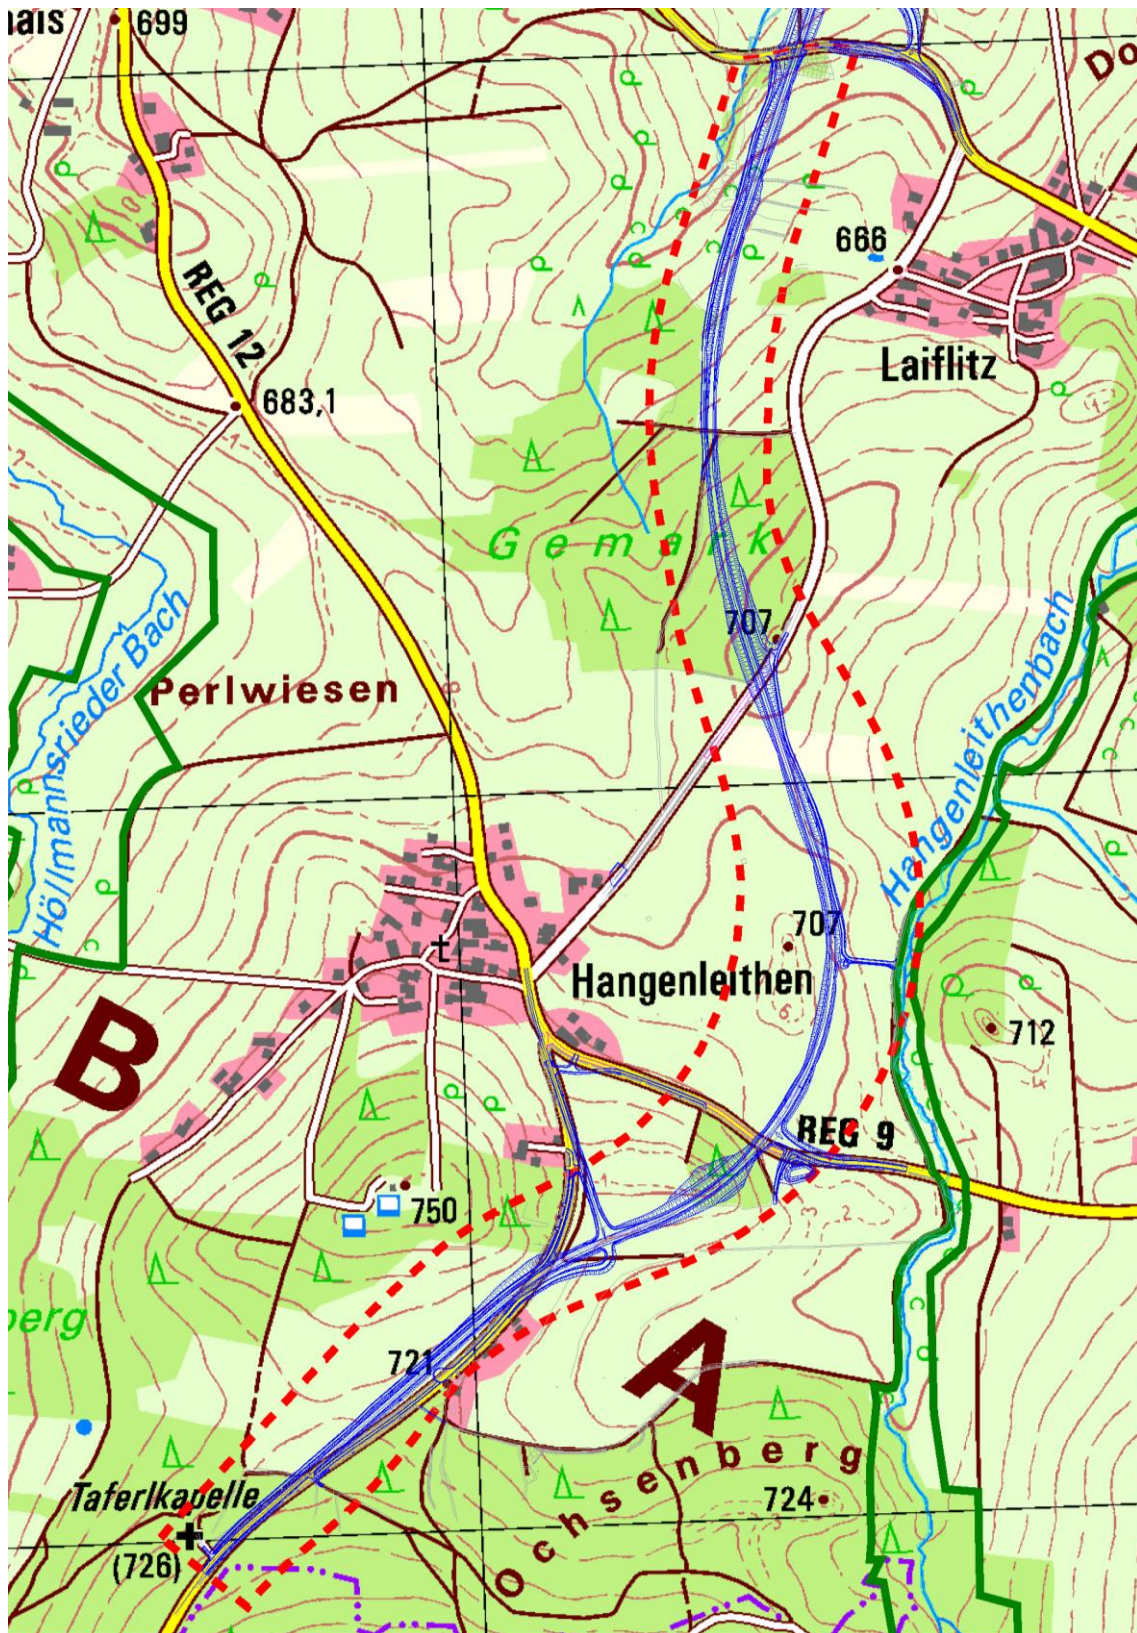 699
Do
666
REG 12
Laiflitz
683,1
Gemark
707
Höllmannsrieder Bach
Perlwiesen
Hangenleithenbach
707
Hangenleithen
712
B
REG 9
750
berg
721
A
Ochsenberg
Taferlkapelle
724
(726)